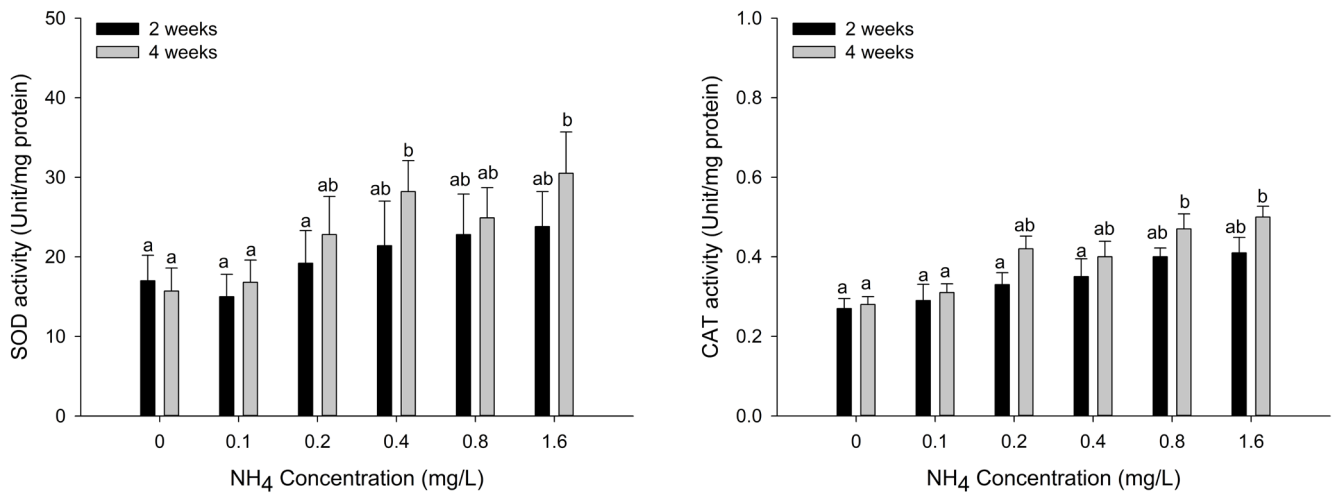 50
40
30
20
10
0
SOD activity (Unit/mg protein)
2 weeks
4 weeks
a a a a a ab ab b ab ab ab b
0 0.1 0.2 0.4 0.8 1.6
NH4 Concentration (mg/L)
1.0
0.8
0.6
0.4
0.2
0.0
CAT activity (Unit/mg protein)
2 weeks
4 weeks
a a a a a ab a ab ab b ab b
0 0.1 0.2 0.4 0.8 1.6
NH4 Concentration (mg/L)